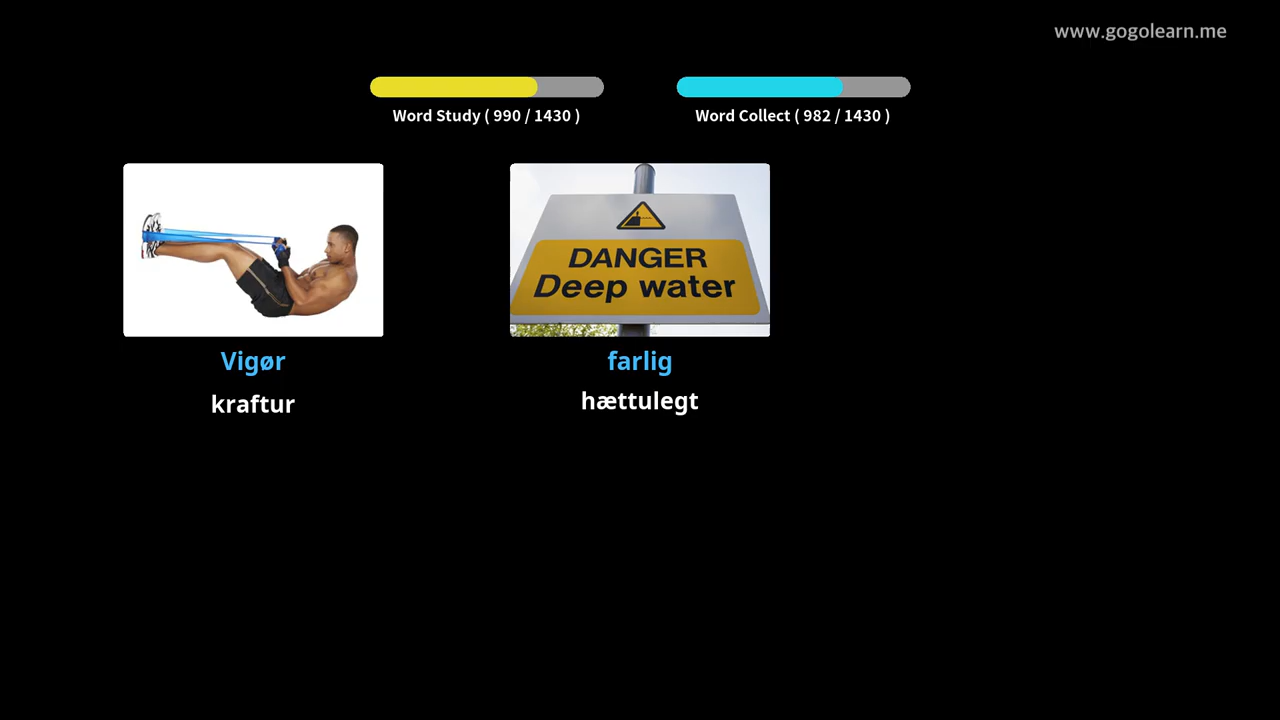 www.gogolearn.me
Word Study ( 990 / 1430 )
Word Collect ( 982 / 1430 )
DANGER
Deep water
Vigør
farlig
kraftur
hættulegt